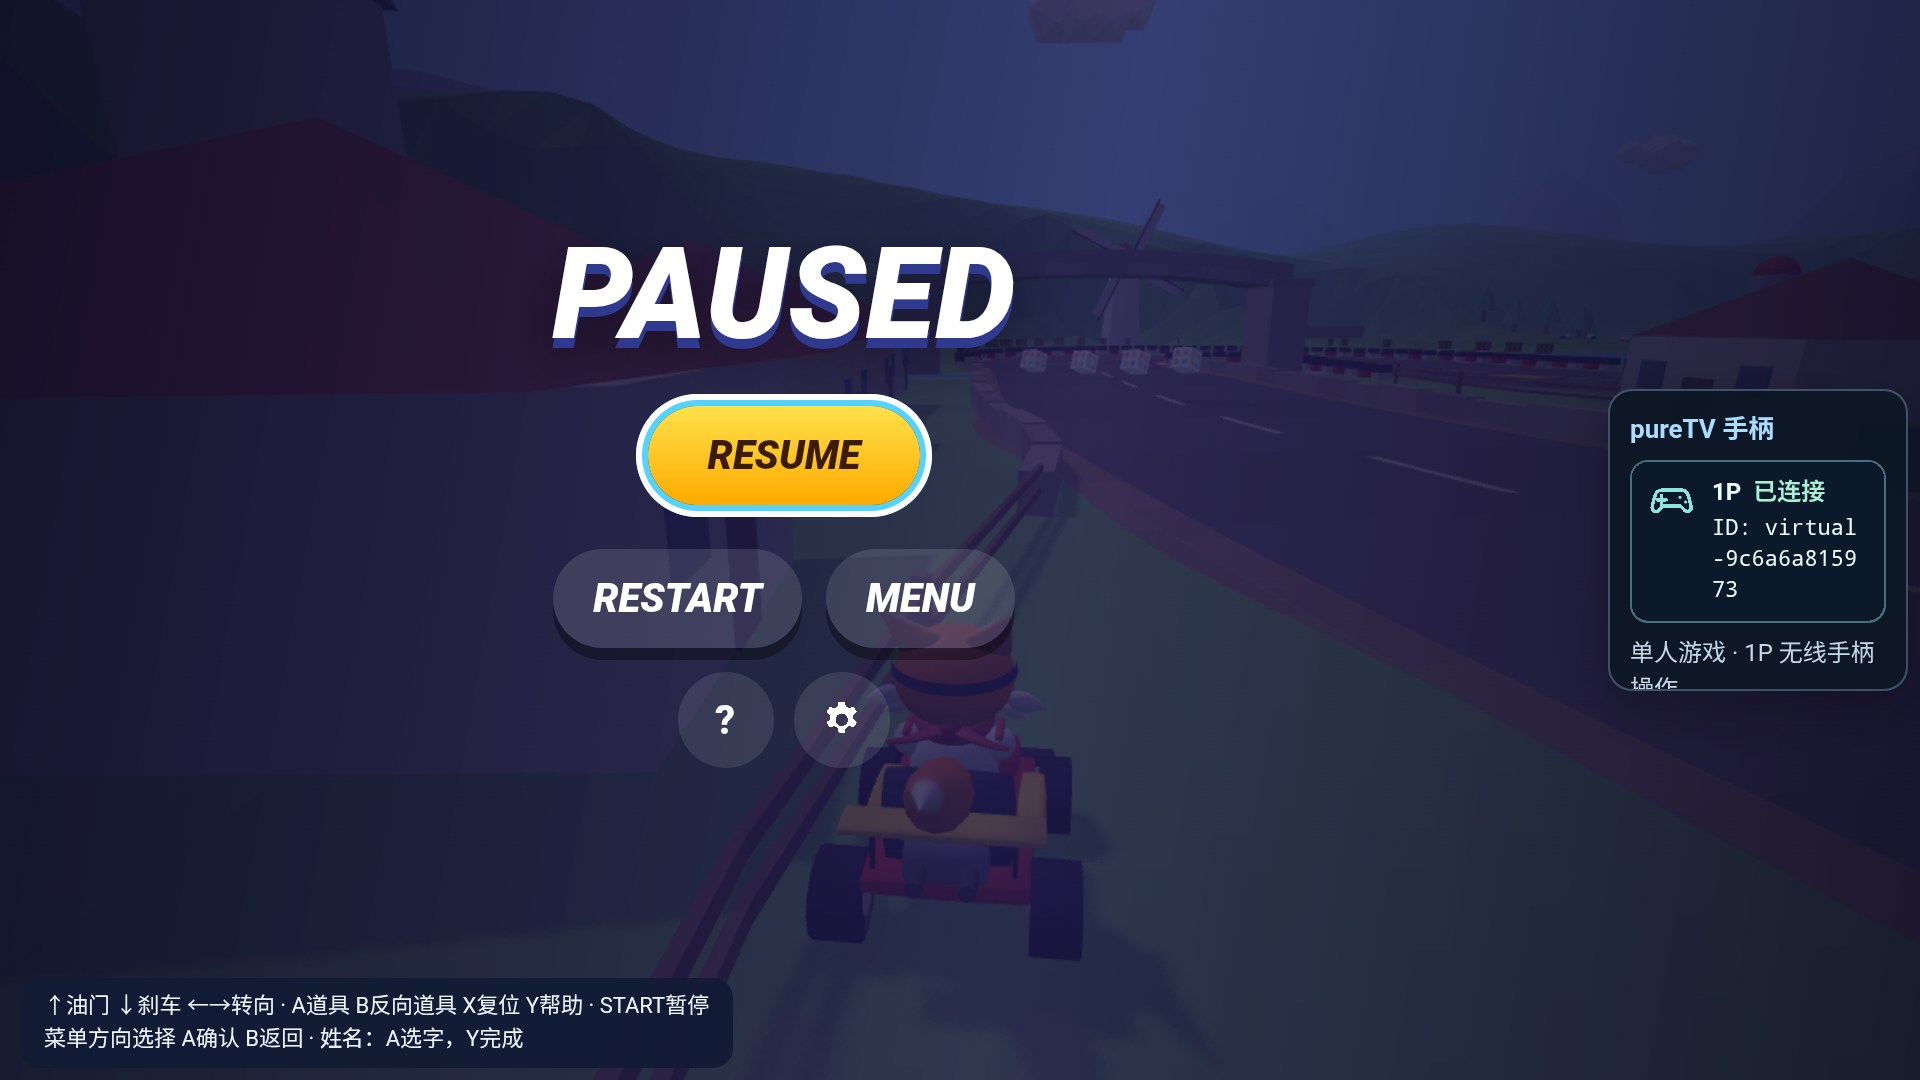 PAUSED
RESUME
RESTART MENU
?
pureTV 手柄
1P 已连接
ID: virtual
-9c6a6a8159
73
单人游戏 · 1P 无线手柄
操作
↑油门 ↓刹车 ←→转向 · A道具 B反向道具 X复位 Y帮助 · START暂停
菜单方向选择 A确认 B返回 · 姓名：A选字，Y完成